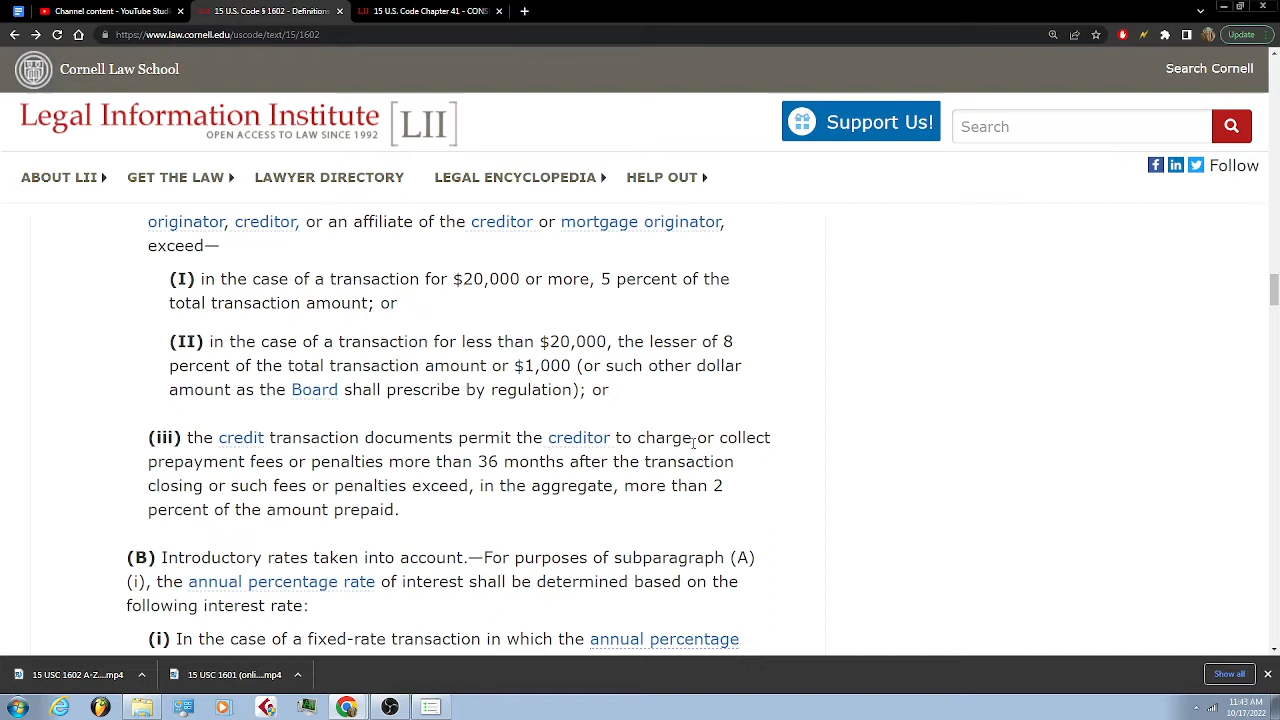 Channel content - YouTube Studi
15 U.S. Code § 1602 - Definitions
LII 15 U.S. Code Chapter 41 - CONS
https://www.law.cornell.edu/uscode/text/15/1602
Update
Cornell Law School
Search Cornell
Legal Information Institute [LII]
OPEN ACCESS TO LAW SINCE 1992
Support Us!
Search
ABOUT LII GET THE LAW LAWYER DIRECTORY LEGAL ENCYCLOPEDIA HELP OUT
Follow
originator, creditor, or an affiliate of the creditor or mortgage originator,
exceed—
(I) in the case of a transaction for $20,000 or more, 5 percent of the
total transaction amount; or
(II) in the case of a transaction for less than $20,000, the lesser of 8
percent of the total transaction amount or $1,000 (or such other dollar
amount as the Board shall prescribe by regulation); or
(iii) the credit transaction documents permit the creditor to charge or collect
prepayment fees or penalties more than 36 months after the transaction
closing or such fees or penalties exceed, in the aggregate, more than 2
percent of the amount prepaid.
(B) Introductory rates taken into account.—For purposes of subparagraph (A)
(i), the annual percentage rate of interest shall be determined based on the
following interest rate:
(i) In the case of a fixed-rate transaction in which the annual percentage
15 USC 1602 A-Z....mp4
15 USC 1601 (onli....mp4
Show all
11:43 AM
10/17/2022